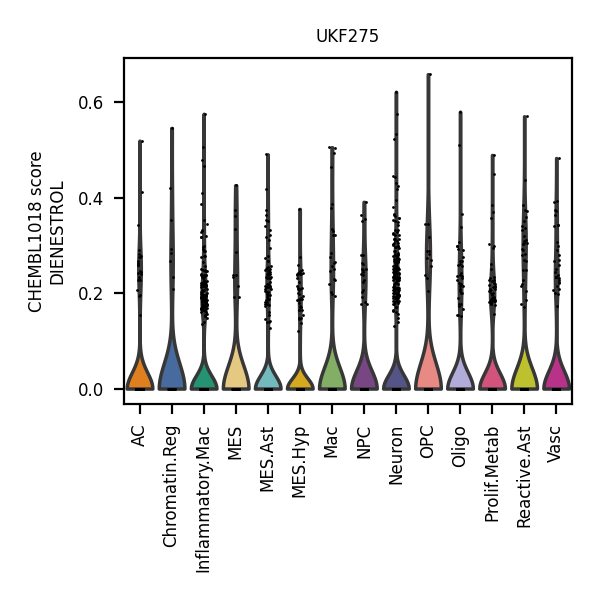 UKF275
CHEMBL1018 score
DIENESTROL
0.6
0.4
0.2
0.0
AC
Chromatin.Reg
Inflammatory.Mac
MES
MES.Ast
MES.Hyp
Mac
NPC
Neuron
OPC
Oligo
Prolif.Metab
Reactive.Ast
Vasc